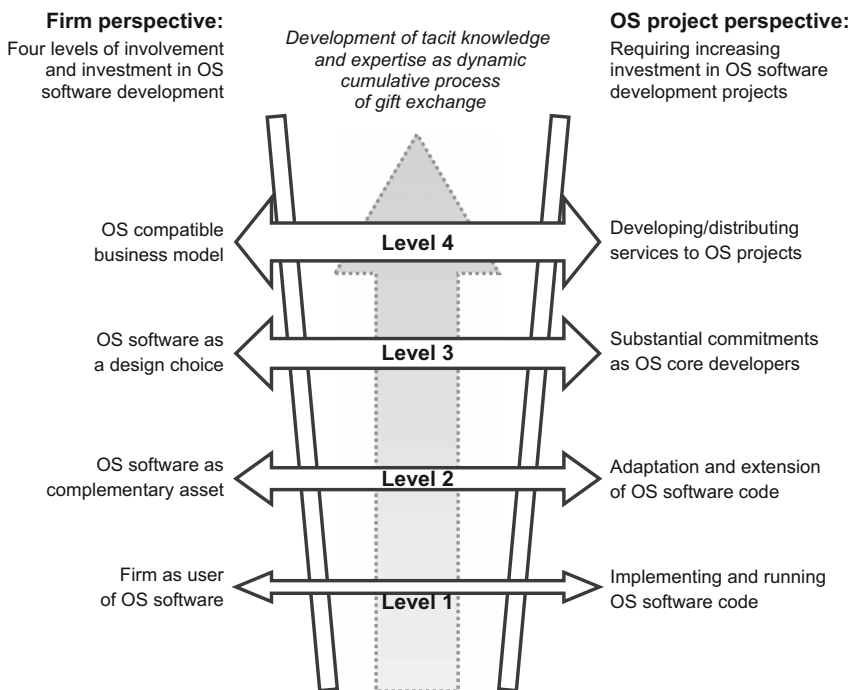 Firm perspective:
Four levels of involvement
and investment in OS
software development
Development of tacit knowledge
and expertise as dynamic
cumulative process
of gift exchange
OS project perspective:
Requiring increasing
investment in OS software
development projects
OS compatible
business model
Level 4
Developing/distributing
services to OS projects
OS software as
a design choice
Level 3
Substantial commitments
as OS core developers
OS software as
complementary asset
Level 2
Adaptation and extension
of OS software code
Firm as user
of OS software
Level 1
Implementing and running
OS software code